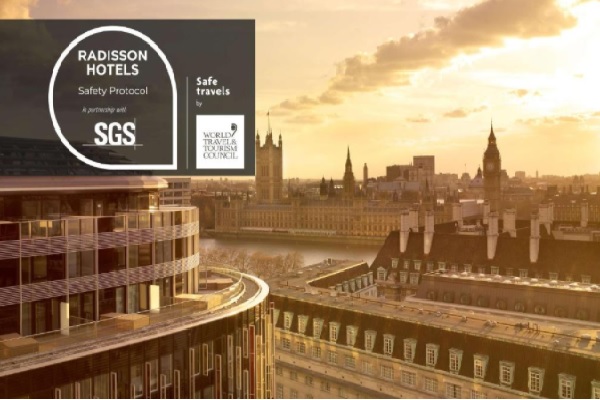 RADISSON
HOTELS
Safety Protocol
In partnership with
SGS
Safe
travels
by
WORLD
TRAVEL &
TOURISM
COUNCIL